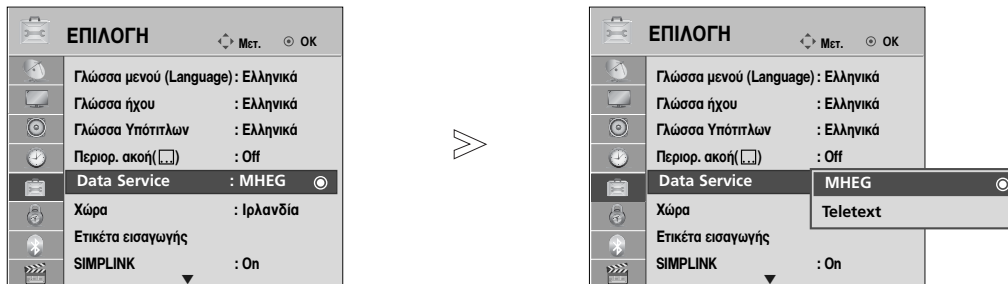 ΕΠΙΛΟΓΗ Μετ. OK
Γλώσσα μενού (Language) : Ελληνικά
Γλώσσα ήχου : Ελληνικά
Γλώσσα Υπότιτλων : Ελληνικά
Περιορ. ακοή( ) : Off
Data Service : MHEG
Χώρα : Ιρλανδία
Ετικέτα εισαγωγής
SIMPLINK : On
ΕΠΙΛΟΓΗ Μετ. OK
Γλώσσα μενού (Language) : Ελληνικά
Γλώσσα ήχου : Ελληνικά
Γλώσσα Υπότιτλων : Ελληνικά
Περιορ. ακοή( ) : Off
Data Service
MHEG
Teletext
Χώρα
Ετικέτα εισαγωγής
SIMPLINK : On